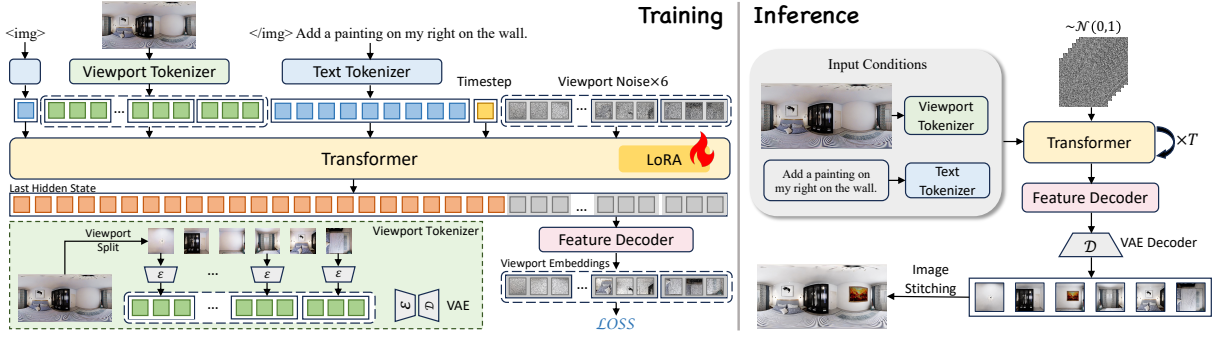 Training
<img>
</img> Add a painting on my right on the wall.
Viewport Tokenizer
Text Tokenizer
Timestep
Viewport Noise×6
...
...
Transformer
LoRA
Last Hidden State
...
Viewport Tokenizer
Viewport
Split
ε
...
ε
ε
...
ε
𝒟
VAE
Feature Decoder
Viewport Embeddings
...
ℒOSS
Inference
~𝒩(0,1)
Input Conditions
Viewport
Tokenizer
Add a painting on
my right on the wall.
Text
Tokenizer
Transformer
×T
Feature Decoder
𝒟
VAE Decoder
Image
Stitching